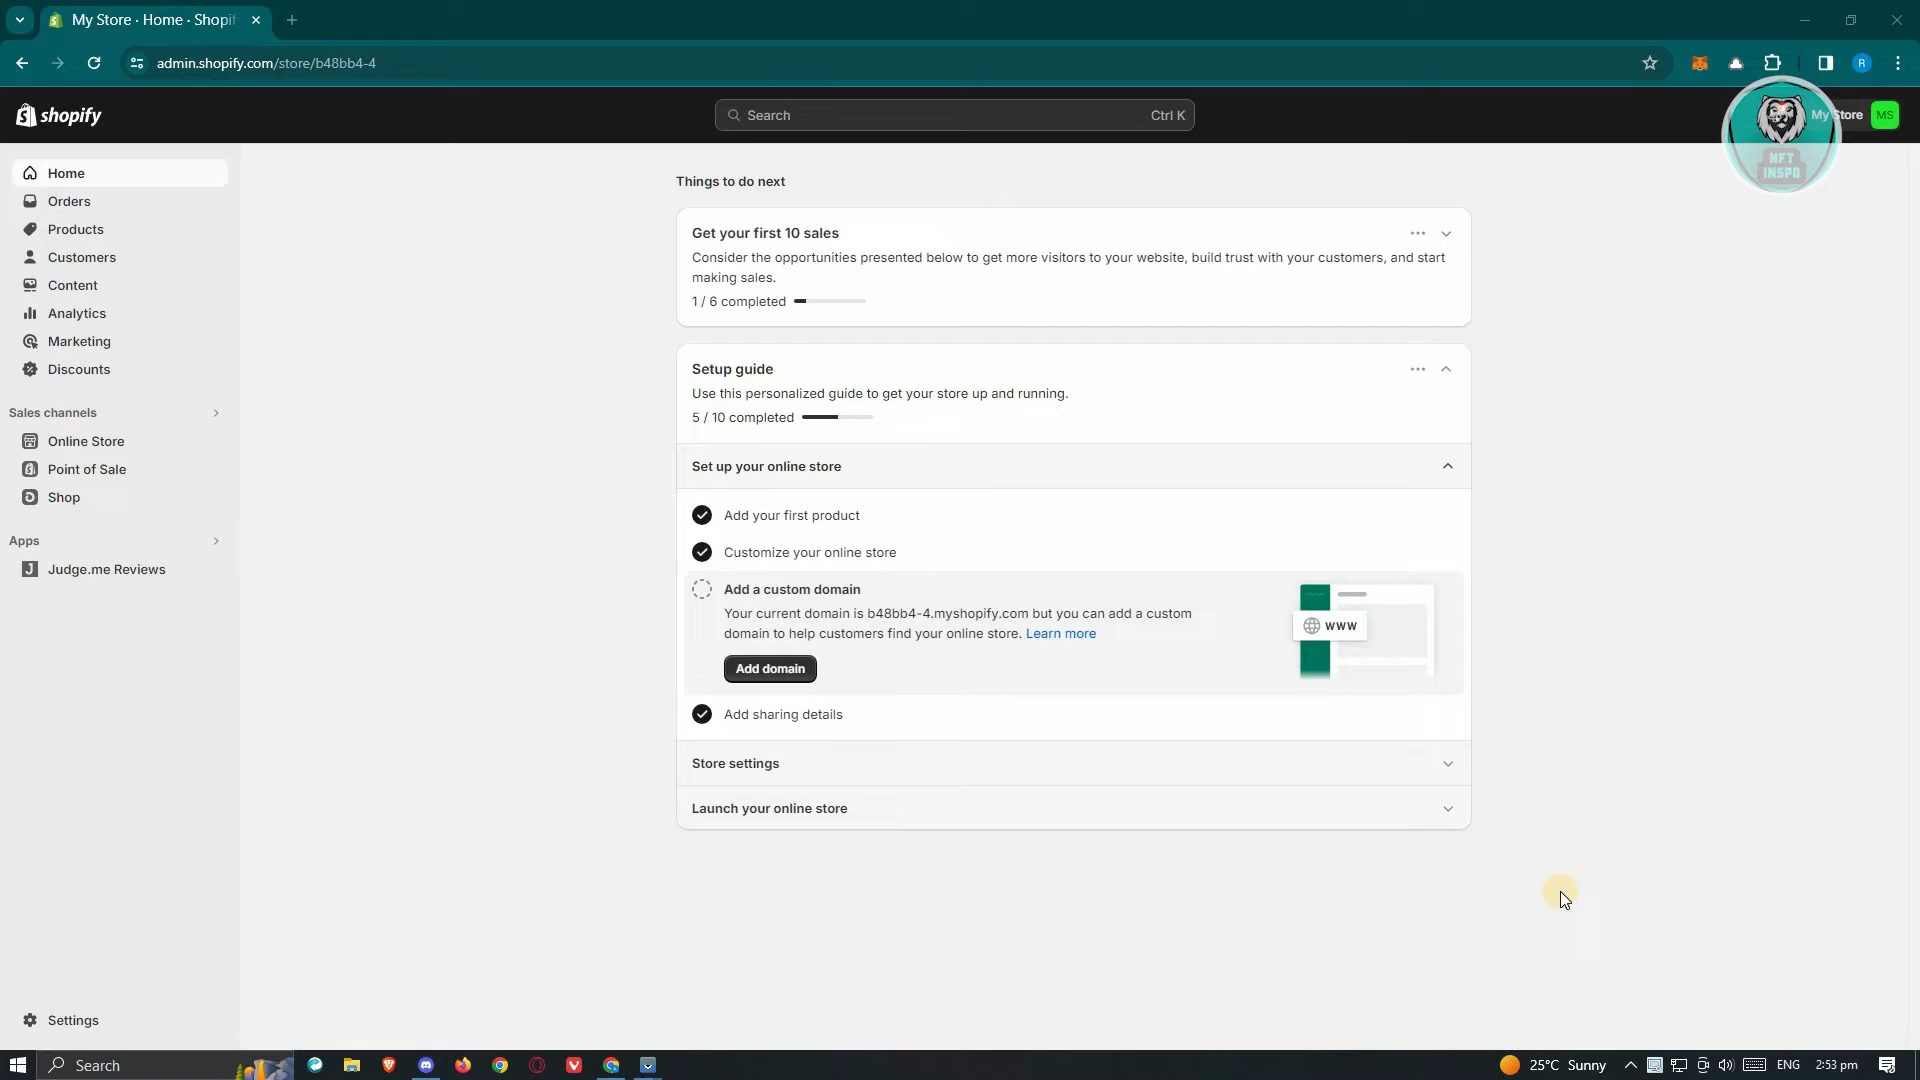 My Store · Home · Shopif
admin.shopify.com/store/b48bb4-4
R
shopify
Search
Ctrl K
My Store
MS
NFT
INSPO
Home
Orders
Products
Customers
Content
Analytics
Marketing
Discounts
Sales channels
Online Store
Point of Sale
Shop
Apps
J
Judge.me Reviews
Settings
Things to do next
Get your first 10 sales
Consider the opportunities presented below to get more visitors to your website, build trust with your customers, and start
making sales.
1 / 6 completed
Setup guide
Use this personalized guide to get your store up and running.
5 / 10 completed
Set up your online store
Add your first product
Customize your online store
Add a custom domain
Your current domain is b48bb4-4.myshopify.com but you can add a custom
domain to help customers find your online store. Learn more
Add domain
www
Add sharing details
Store settings
Launch your online store
Search
25°C Sunny
ENG
2:53 pm